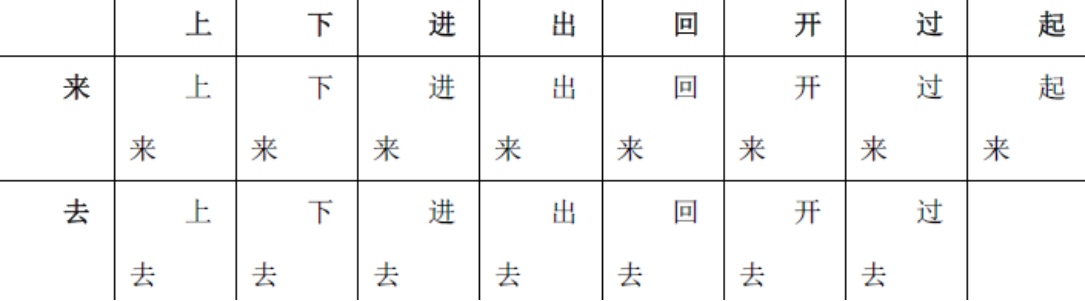 上 下 进 出 回 开 过 起
来 上 下 进 出 回 开 过 起
来 来 来 来 来 来 来 来
去 上 下 进 出 回 开 过
去 去 去 去 去 去 去